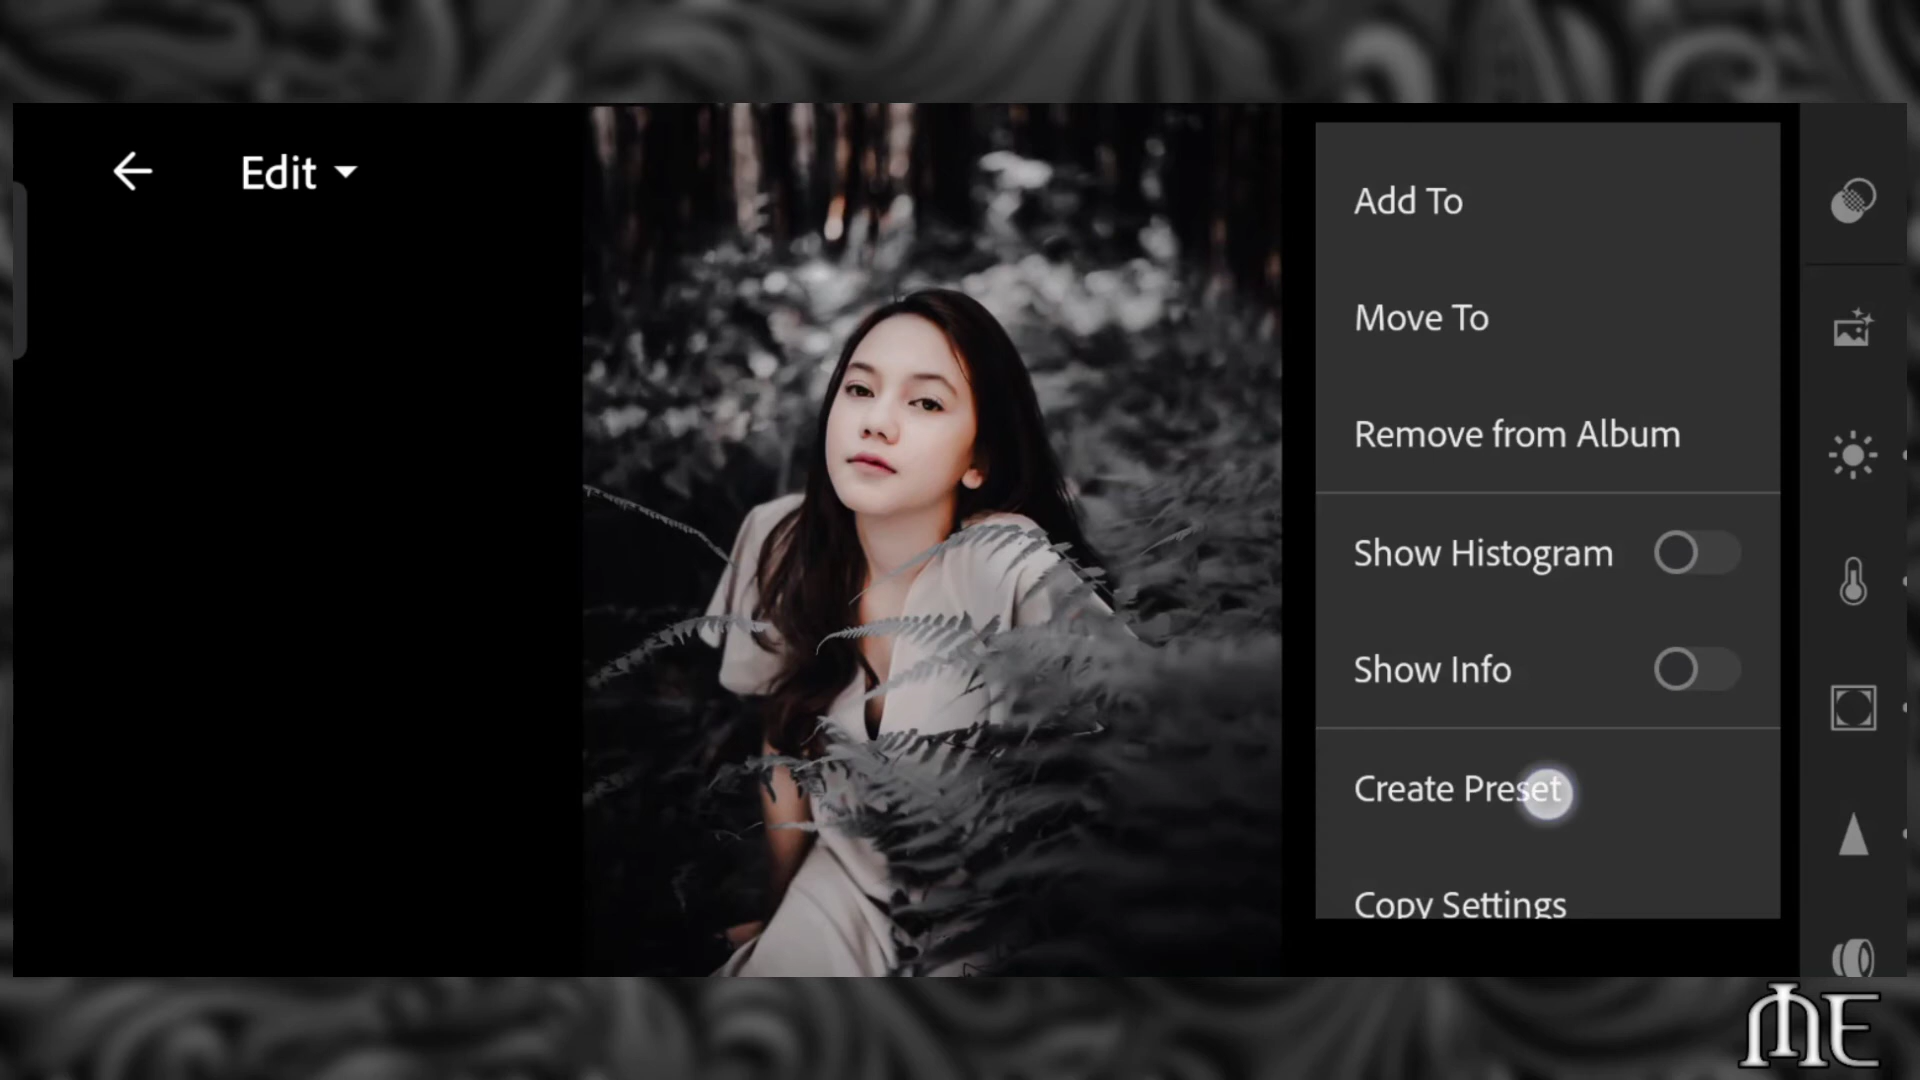 Edit
Add To
Move To
Remove from Album
Show Histogram
Show Info
Create Preset
Copy Settings
ME